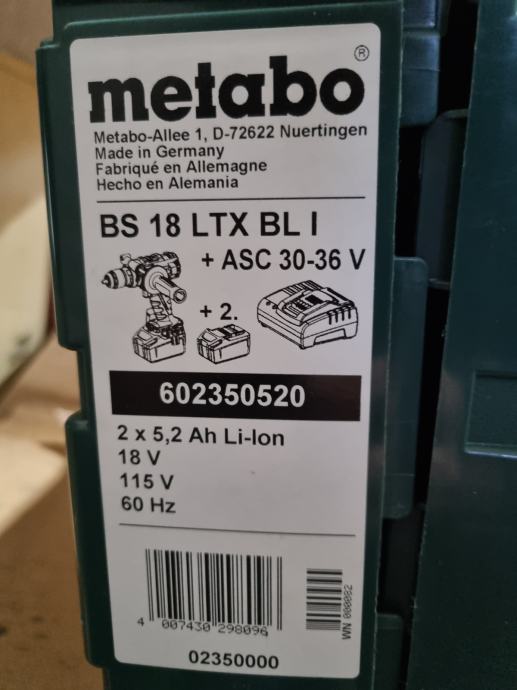 metabo®
Metabo-Allee 1, D-72622 Nuertingen
Made in Germany
Fabriqué en Allemagne
Hecho en Alemania
BS 18 LTX BL I
+ ASC 30-36 V
+ 2.
602350520
2 x 5,2 Ah Li-Ion
18 V
115 V
60 Hz
4 007430 298096
WN 000082
02350000